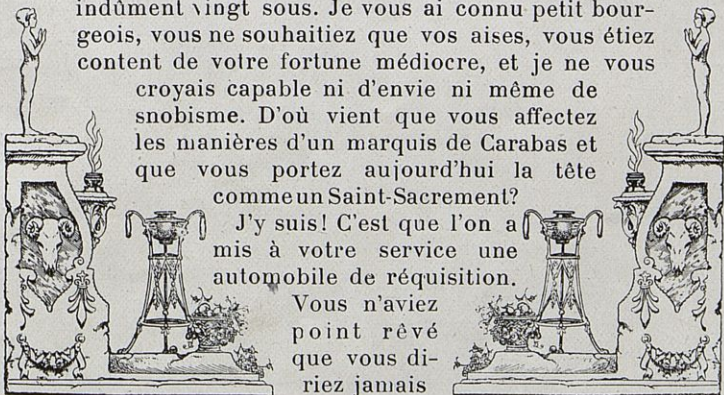 indûment vingt sous. Je vous ai connu petit bour-
geois, vous ne souhaitiez que vos aises, vous étiez
content de votre fortune médiocre, et je ne vous
croyais capable ni d'envie ni même de
snobisme. D'où vient que vous affectez
les manières d'un marquis de Carabas et
que vous portez aujourd'hui la tête
comme un Saint-Sacrement?
J'y suis! C'est que l'on a
mis à votre service une
automobile de réquisition.
Vous n'aviez
point rêvé
que vous di-
riez jamais